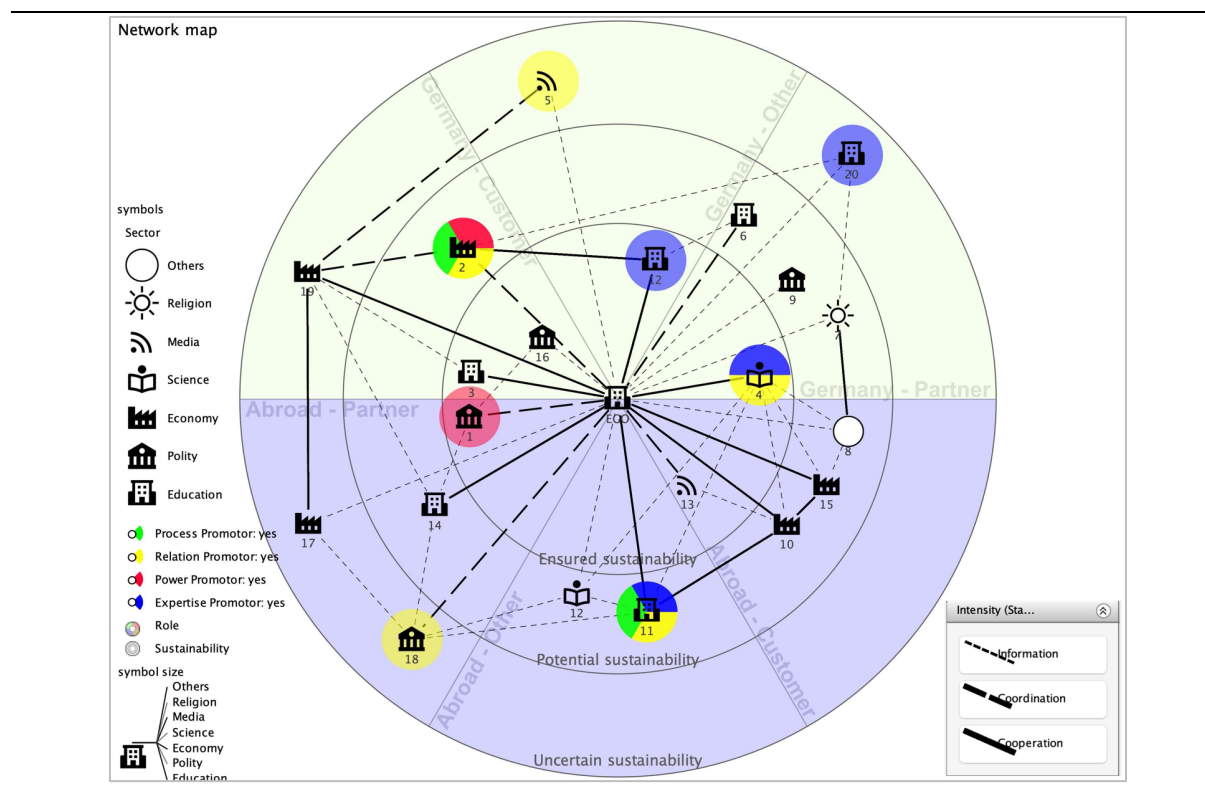 Network map
5
Germany - Customer
Germany - Other
20
symbols
Sector
Others
Religion
Media
Science
Economy
Polity
Education
Process Promotor: yes
Relation Promotor: yes
Power Promotor: yes
Expertise Promotor: yes
Role
Sustainability
symbol size
Others
Religion
Media
Science
Economy
Polity
Education
6
2
12
19
9
7
16
3
4
Germany - Partner
Abroad - Partner
EGO
1
8
15
13
14
17
10
Ensured sustainability
12
11
18
Abroad - Other
Abroad - Customer
Potential sustainability
Uncertain sustainability
Intensity (Sta...
Information
Coordination
Cooperation